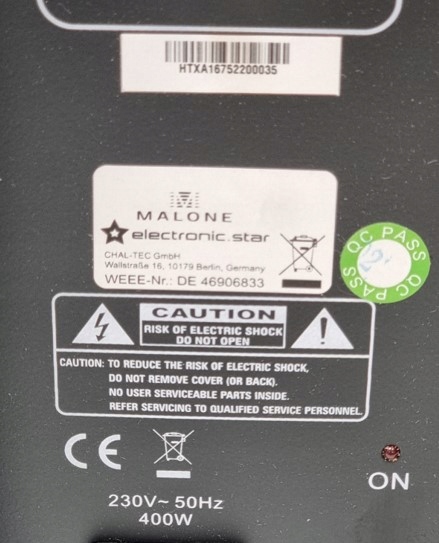 HTXA16752200035
MALONE
electronic.star
CHAL-TEC GmbH
Wallstraße 16, 10179 Berlin, Germany
WEEE-Nr.: DE 46906833
QC PASS
QC PASS
CAUTION
RISK OF ELECTRIC SHOCK
DO NOT OPEN
CAUTION: TO REDUCE THE RISK OF ELECTRIC SHOCK,
DO NOT REMOVE COVER (OR BACK).
NO USER SERVICEABLE PARTS INSIDE.
REFER SERVICING TO QUALIFIED SERVICE PERSONNEL.
CE
ON
230V~ 50Hz
400W